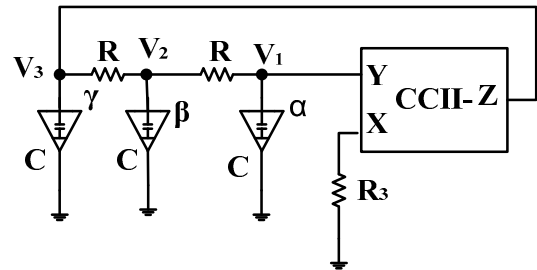 R V₂ R V₁
V₃ γ β α Y
CCII- Z
X
C C C
R₃